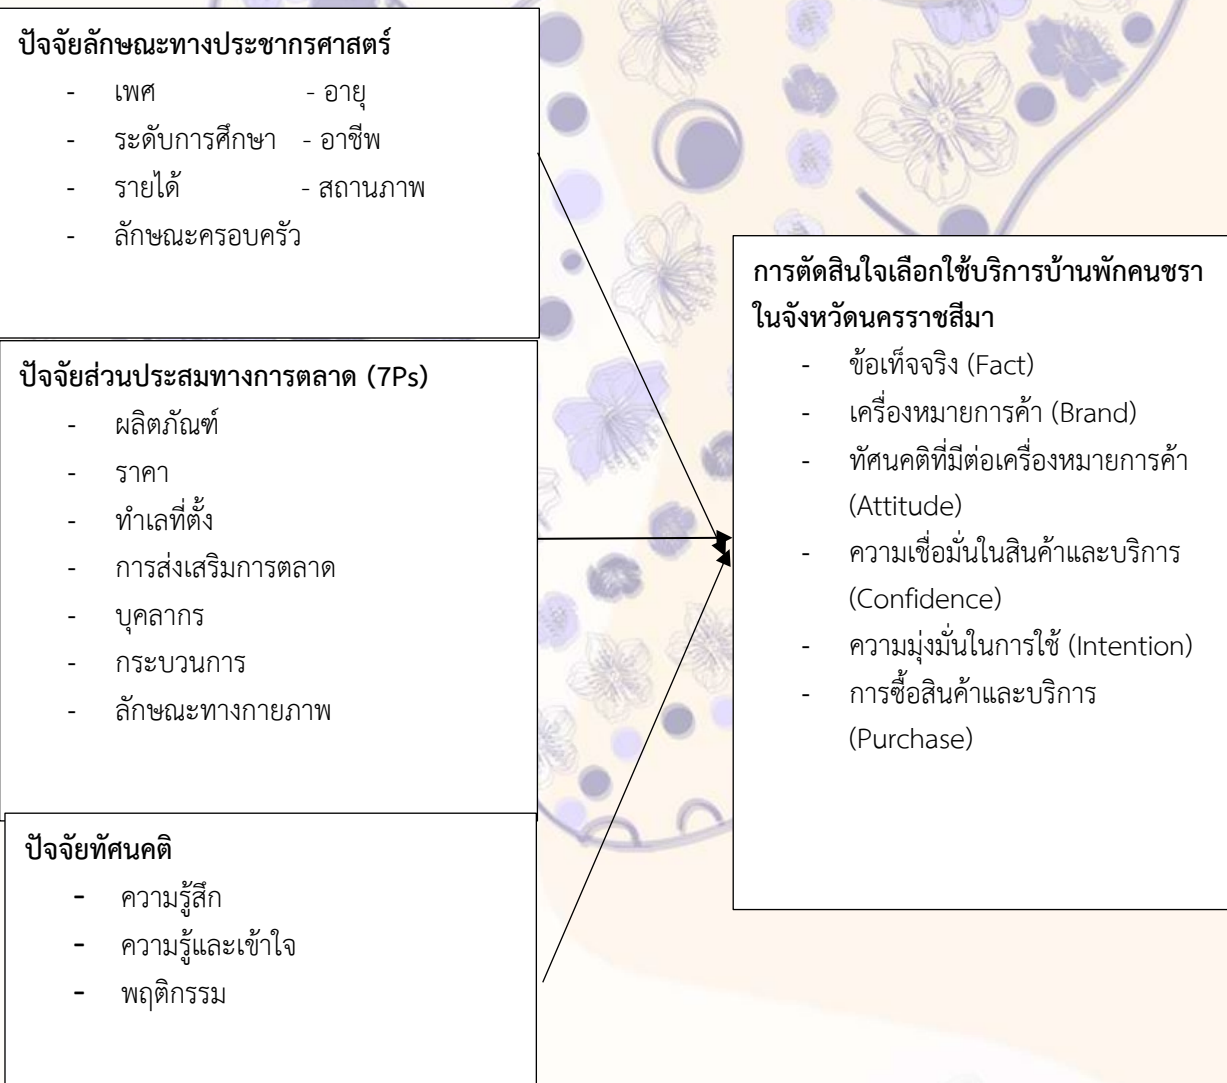 ปัจจัยลักษณะทางประชากรศาสตร์
- เพศ - อายุ
- ระดับการศึกษา - อาชีพ
- รายได้ - สถานภาพ
- ลักษณะครอบครัว
ปัจจัยส่วนประสมทางการตลาด (7Ps)
- ผลิตภัณฑ์
- ราคา
- ทำเลที่ตั้ง
- การส่งเสริมการตลาด
- บุคลากร
- กระบวนการ
- ลักษณะทางกายภาพ
ปัจจัยทัศนคติ
- ความรู้สึก
- ความรู้และเข้าใจ
- พฤติกรรม
การตัดสินใจเลือกใช้บริการบ้านพักคนชรา
ในจังหวัดนครราชสีมา
- ข้อเท็จจริง (Fact)
- เครื่องหมายการค้า (Brand)
- ทัศนคติที่มีต่อเครื่องหมายการค้า
(Attitude)
- ความเชื่อมั่นในสินค้าและบริการ
(Confidence)
- ความมุ่งมั่นในการใช้ (Intention)
- การซื้อสินค้าและบริการ
(Purchase)